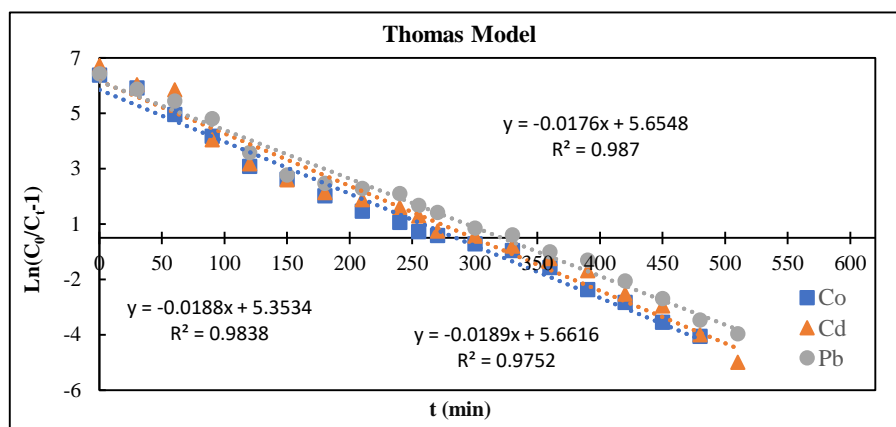 Thomas Model
7
5
3
1
-2
-4
-6
0
50
100
150
200
250
300
350
400
450
500
550
600
Ln(C₀/Cₜ-1)
t (min)
y = -0.0176x + 5.6548
R² = 0.987
y = -0.0188x + 5.3534
R² = 0.9838
y = -0.0189x + 5.6616
R² = 0.9752
Co
Cd
Pb